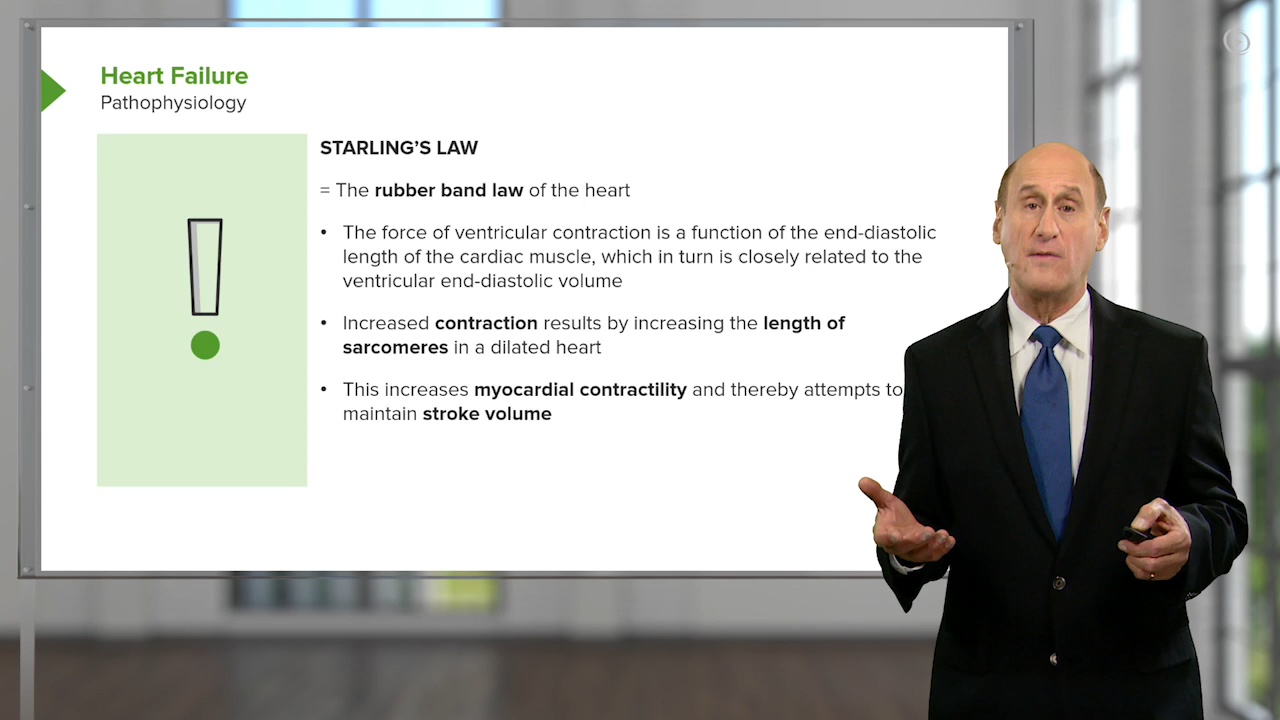 Heart Failure
Pathophysiology
STARLING’S LAW
= The rubber band law of the heart
• The force of ventricular contraction is a function of the end-diastolic
length of the cardiac muscle, which in turn is closely related to the
ventricular end-diastolic volume
• Increased contraction results by increasing the length of
sarcomeres in a dilated heart
• This increases myocardial contractility and thereby attempts to
maintain stroke volume